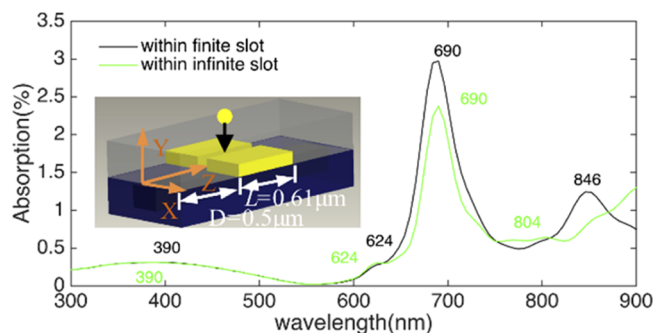 3.5
3
2.5
2
1.5
1
0.5
0
Absorption(%)
within finite slot
within infinite slot
690
690
846
804
624
624
390
390
Y
Z
X
L=0.61μm
D=0.5μm
300 400 500 600 700 800 900
wavelength(nm)